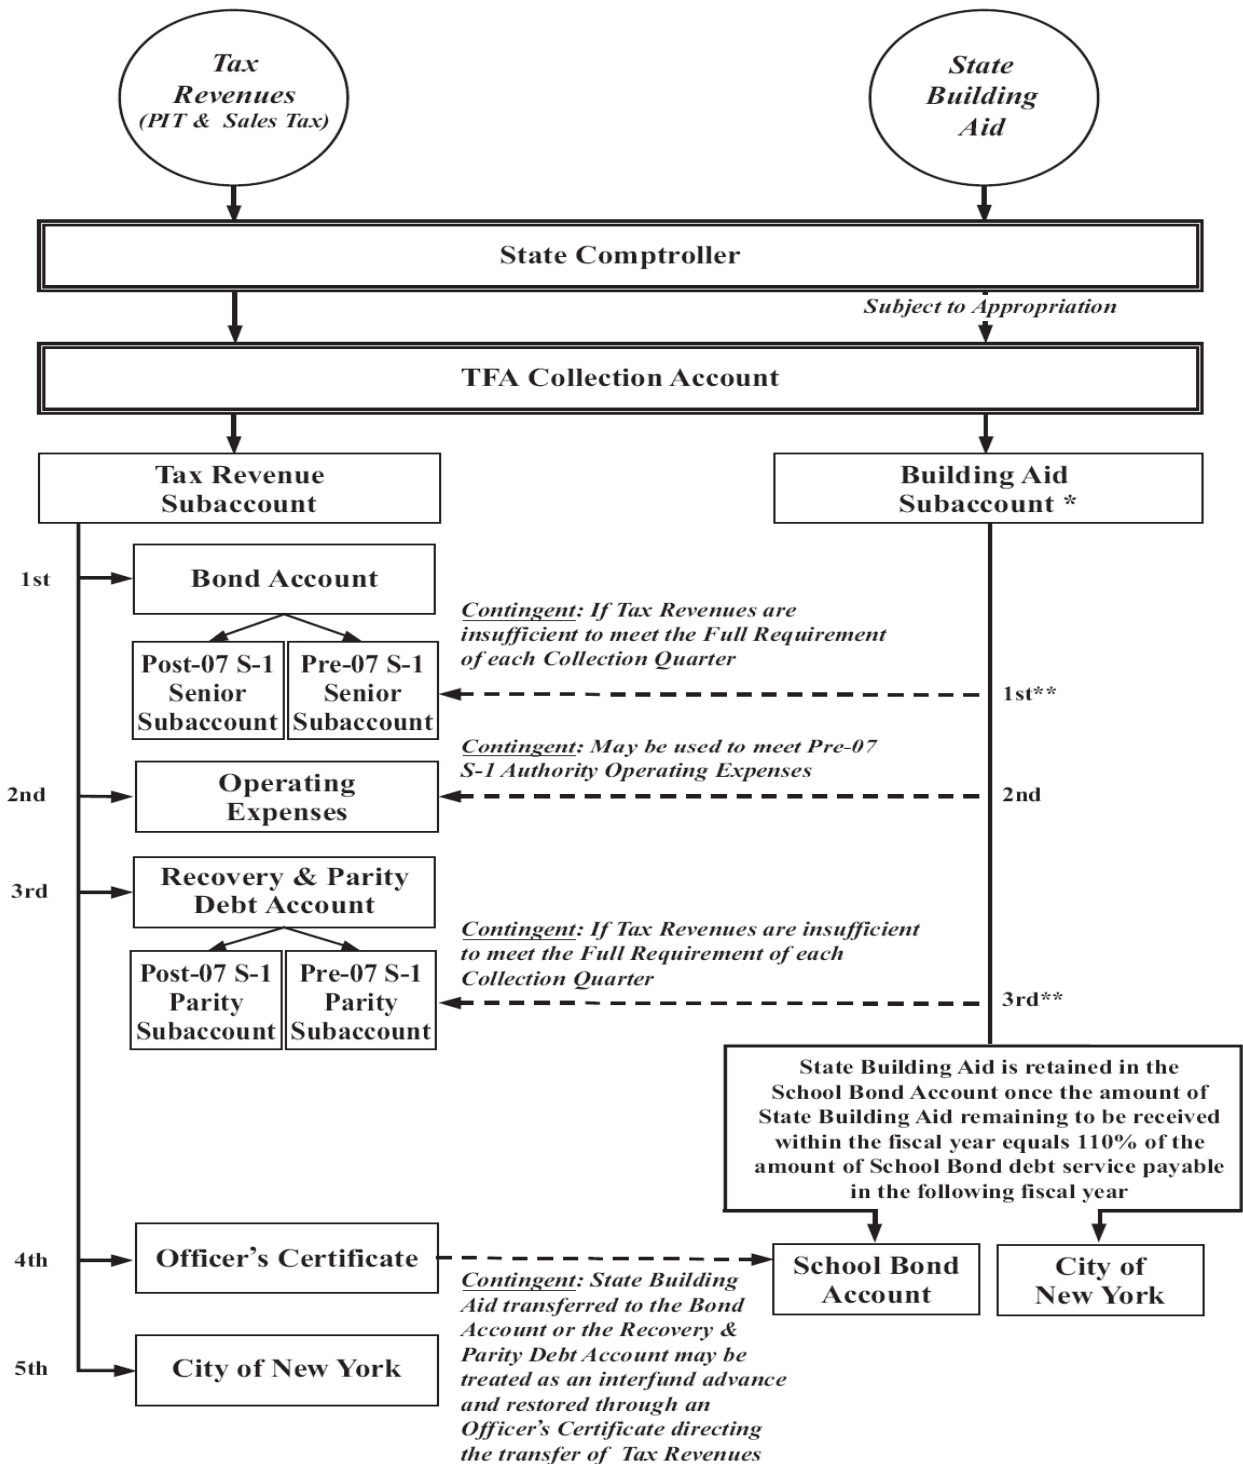 Tax
Revenues
(PIT & Sales Tax)
State
Building
Aid
State Comptroller
Subject to Appropriation
TFA Collection Account
Tax Revenue
Subaccount
Building Aid
Subaccount *
1st
Bond Account
Contingent: If Tax Revenues are
insufficient to meet the Full Requirement
of each Collection Quarter
Post-07 S-1
Senior
Subaccount
Pre-07 S-1
Senior
Subaccount
1st**
Contingent: May be used to meet Pre-07
S-1 Authority Operating Expenses
2nd
Operating
Expenses
2nd
3rd
Recovery & Parity
Debt Account
Contingent: If Tax Revenues are insufficient
to meet the Full Requirement of each
Collection Quarter
Post-07 S-1
Parity
Subaccount
Pre-07 S-1
Parity
Subaccount
3rd**
State Building Aid is retained in the
School Bond Account once the amount of
State Building Aid remaining to be received
within the fiscal year equals 110% of the
amount of School Bond debt service payable
in the following fiscal year
4th
Officer's Certificate
School Bond
Account
City of
New York
Contingent: State Building
Aid transferred to the Bond
Account or the Recovery &
Parity Debt Account may be
treated as an interfund advance
and restored through an
Officer's Certificate directing
the transfer of Tax Revenues
5th
City of New York